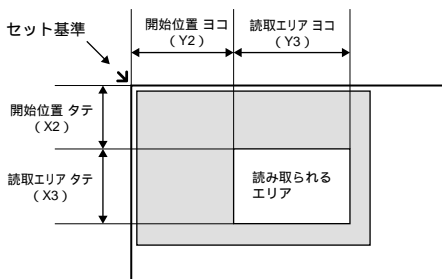 セット基準
開始位置 ヨコ
（Y2）
読取エリア ヨコ
（Y3）
開始位置 タテ
（X2）
読取エリア タテ
（X3）
読み取られる
エリア